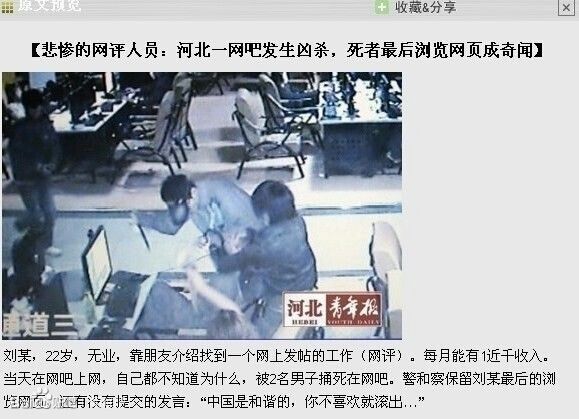 原文预览
收藏&分享
【悲惨的网评人员：河北一网吧发生凶杀，死者最后浏览网页成奇闻】
河北 青年报
HEBEI YOUTH DAILY
直道三
刘某，22岁，无业，靠朋友介绍找到一个网上发帖的工作（网评）。每月能有1近千收入。
当天在网吧上网，自己都不知道为什么，被2名男子捅死在网吧。警和察保留刘某最后的浏
览网页，还有没有提交的发言：“中国是和谐的，你不喜欢就滚出…”